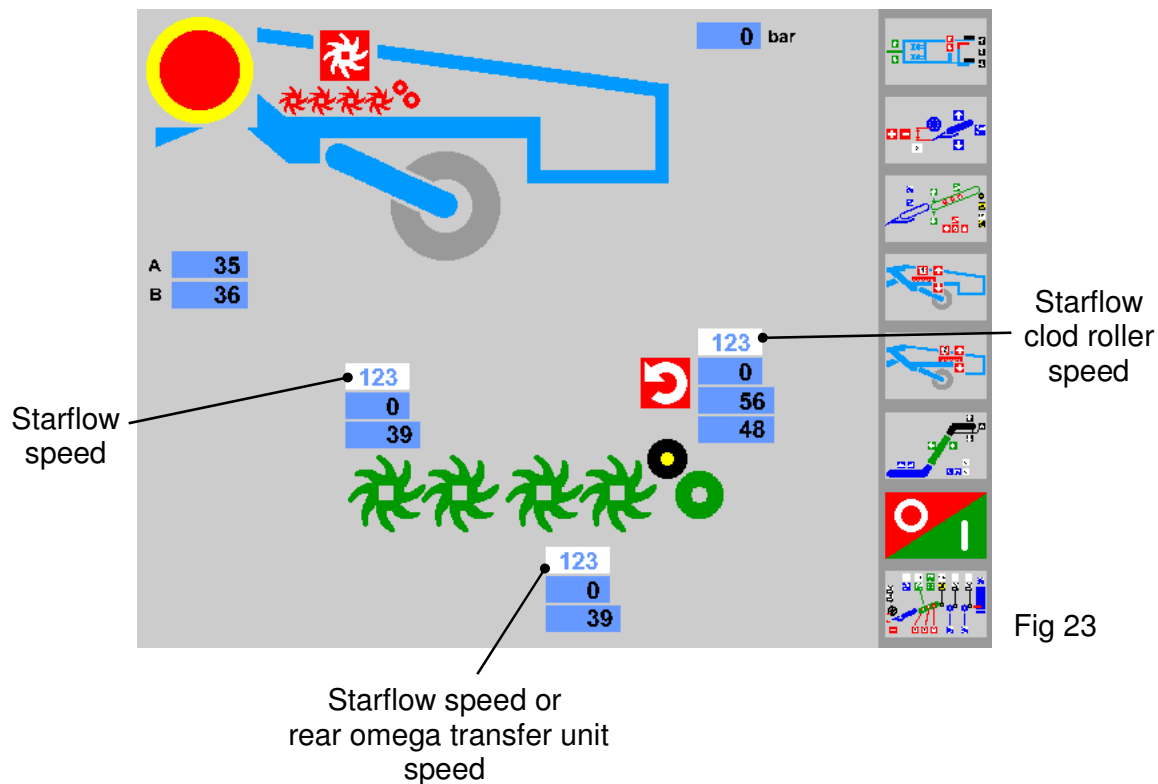 0 bar
A 35
B 36
Starflow
clod roller
speed
123
0
56
48
Starflow
speed
123
0
39
123
0
39
Fig 23
Starflow speed or
rear omega transfer unit
speed